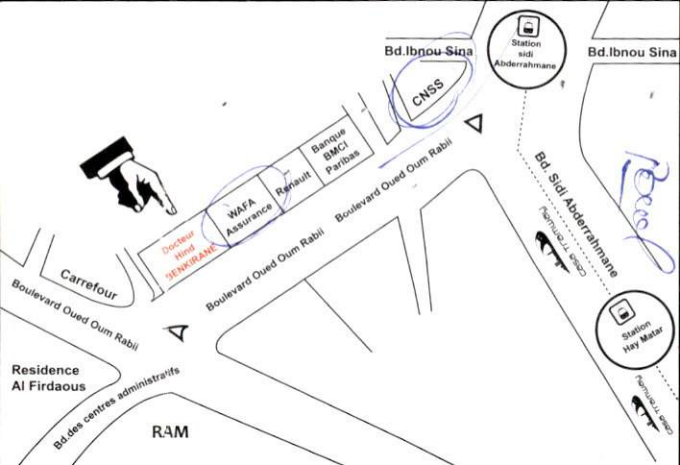 Bd.Ibnou Sina
Station
sidi
Abderrahmane
Bd.Ibnou Sina
CNSS
Banque
BMCI
Paribas
Renault
WAFA
Assurance
Docteur
Hind
BENKIRANE
Boulevard Oued Oum Rabii
Boulevard Oued Oum Rabii
Bd. Sidi Abderrahmane
Casa Tramway
Carrefour
Boulevard Oued Oum Rabii
Station
Hay Matar
Casa Tramway
Residence
Al Firdaous
Bd.des centres administratifs
RAM